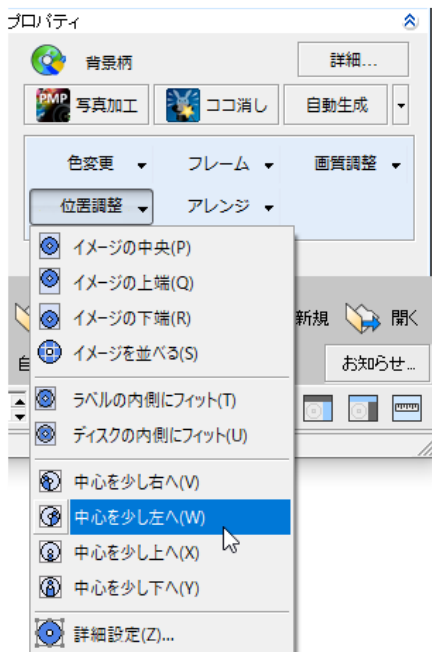 プロパティ
背景柄
詳細...
PMP 写真加工
ココ消し
自動生成
色変更
フレーム
画質調整
位置調整
アレンジ
イメージの中央(P)
イメージの上端(Q)
イメージの下端(R)
新規
開く
イメージを並べる(S)
自
お知らせ...
ラベルの内側にフィット(T)
ディスクの内側にフィット(U)
中心を少し右へ(V)
中心を少し左へ(W)
中心を少し上へ(X)
中心を少し下へ(Y)
詳細設定(Z)...